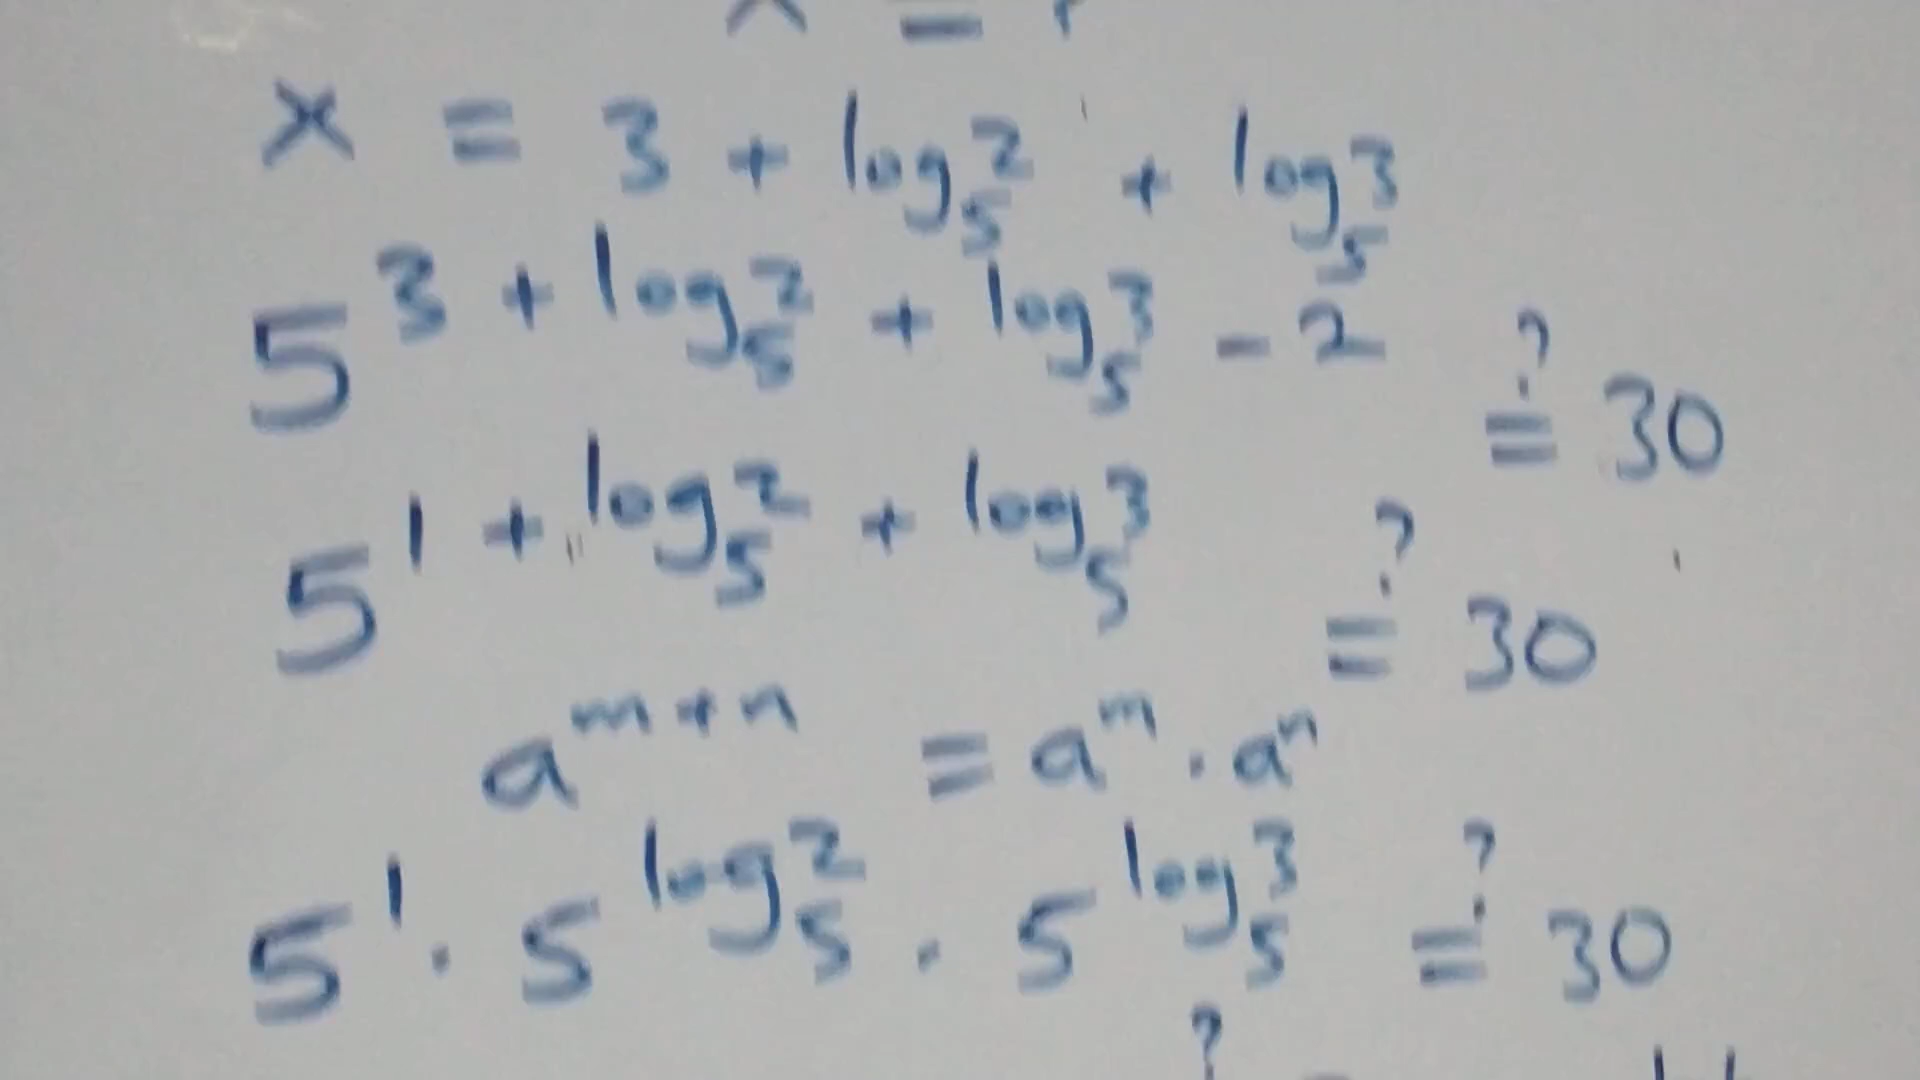 x = ?
x = 3 + log₅2 + log₅3
5^(3 + log₅2 + log₅3 - 2) ≟ 30
5^(1 + log₅2 + log₅3) ≟ 30
a^(m+n) = a^m · a^n
5^1 · 5^(log₅2) · 5^(log₅3) ≟ 30
?